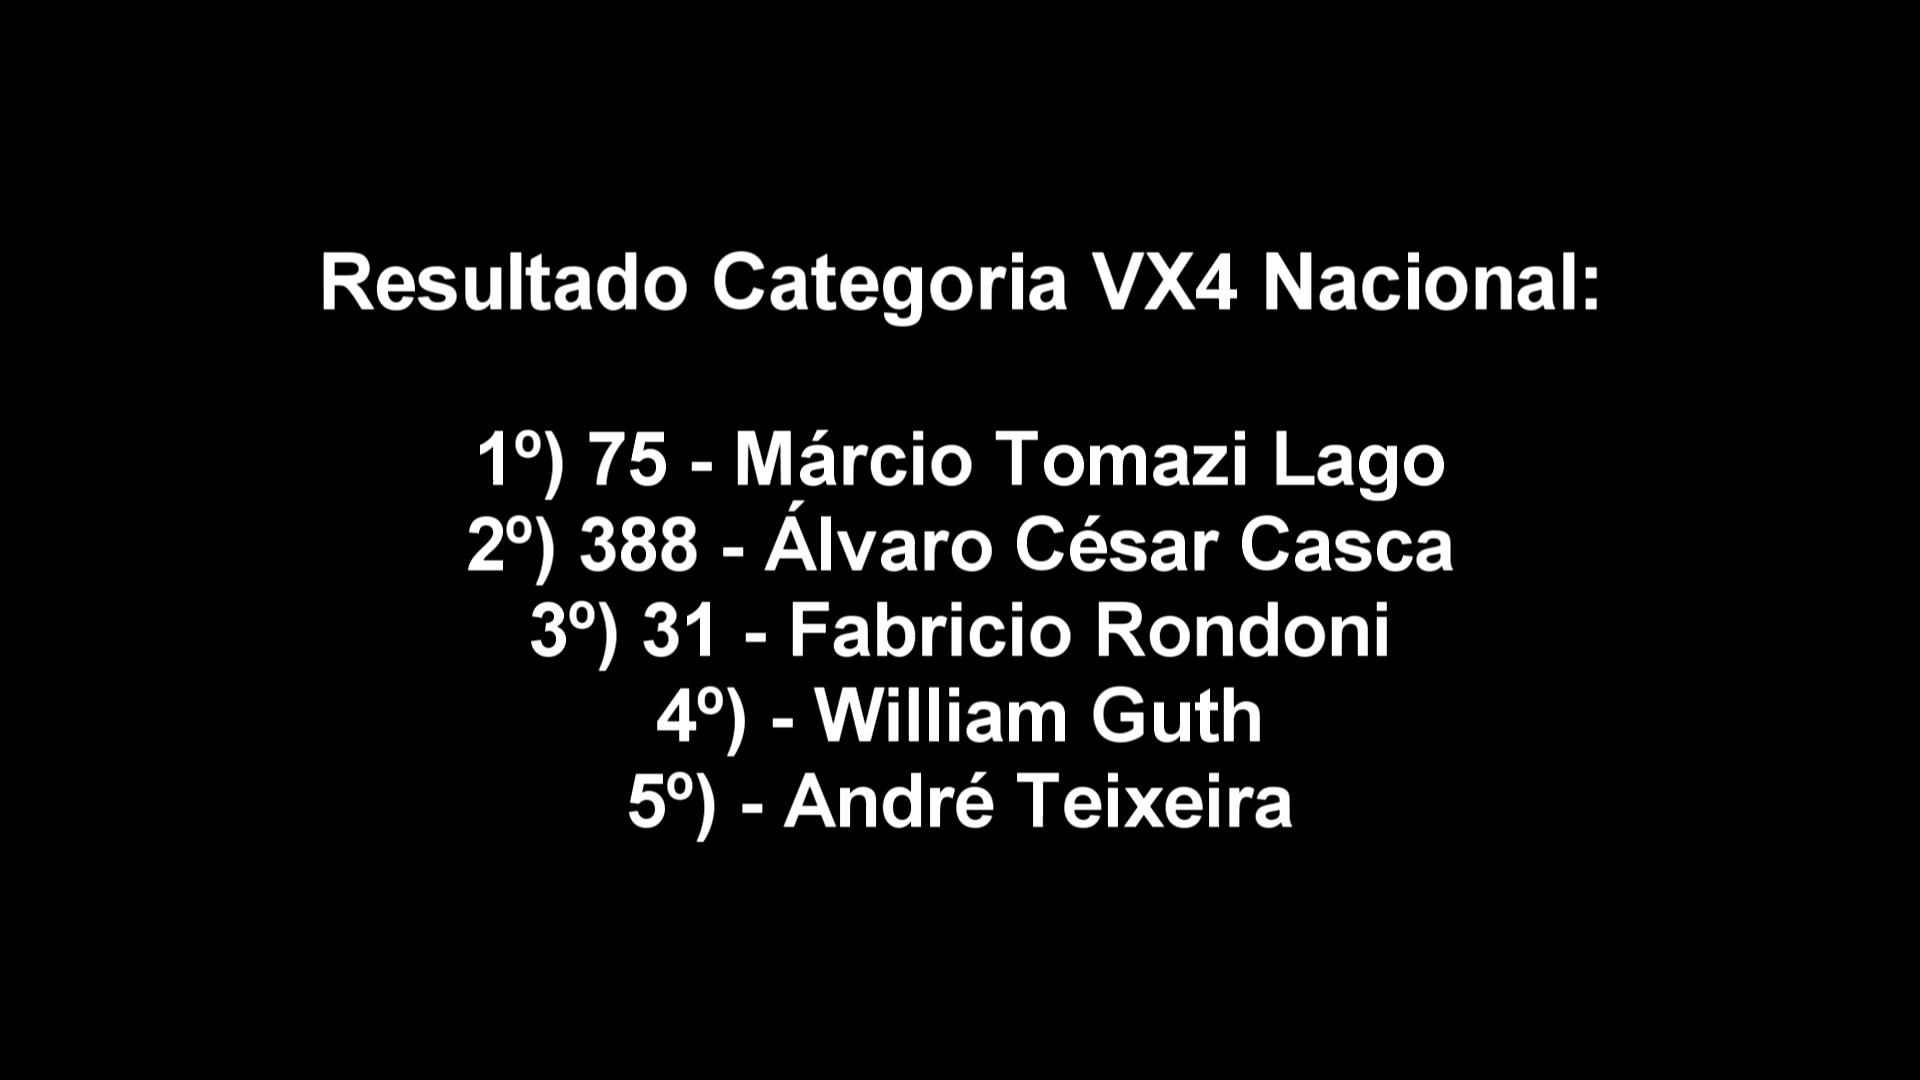 Resultado Categoria VX4 Nacional:
1º) 75 - Márcio Tomazi Lago
2º) 388 - Álvaro César Casca
3º) 31 - Fabricio Rondoni
4º) - William Guth
5º) - André Teixeira